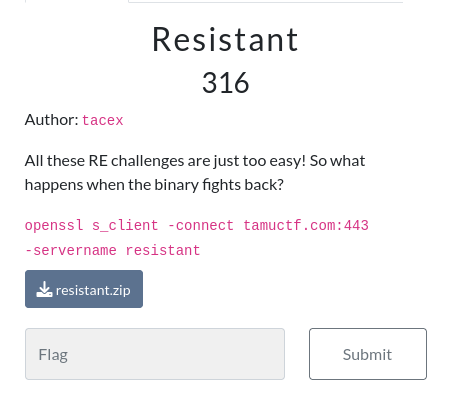 Resistant
316
Author: tacex
All these RE challenges are just too easy! So what
happens when the binary fights back?
openssl s_client -connect tamuctf.com:443
-servername resistant
resistant.zip
Flag
Submit